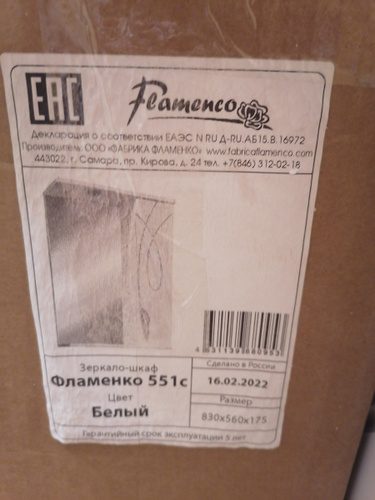 EAC
Flamenco
Декларация о соответствии ЕАЭС N RU Д-RU.АБ15.В.16972
Производитель: ООО «ФАБРИКА ФЛАМЕНКО» www.fabricaflamenco.com
443022, г. Самара, пр. Кирова, д. 24 тел. +7(846) 312-02-18
Зеркало-шкаф
Фламенко 551с
Цвет
Белый
Сделано в России
16.02.2022
Размер
830х560х175
Гарантийный срок эксплуатации 5 лет